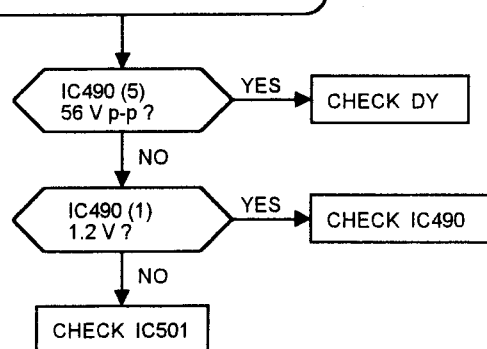 IC490 (5)
56 V p-p ?
YES
CHECK DY
NO
IC490 (1)
1.2 V ?
YES
CHECK IC490
NO
CHECK IC501